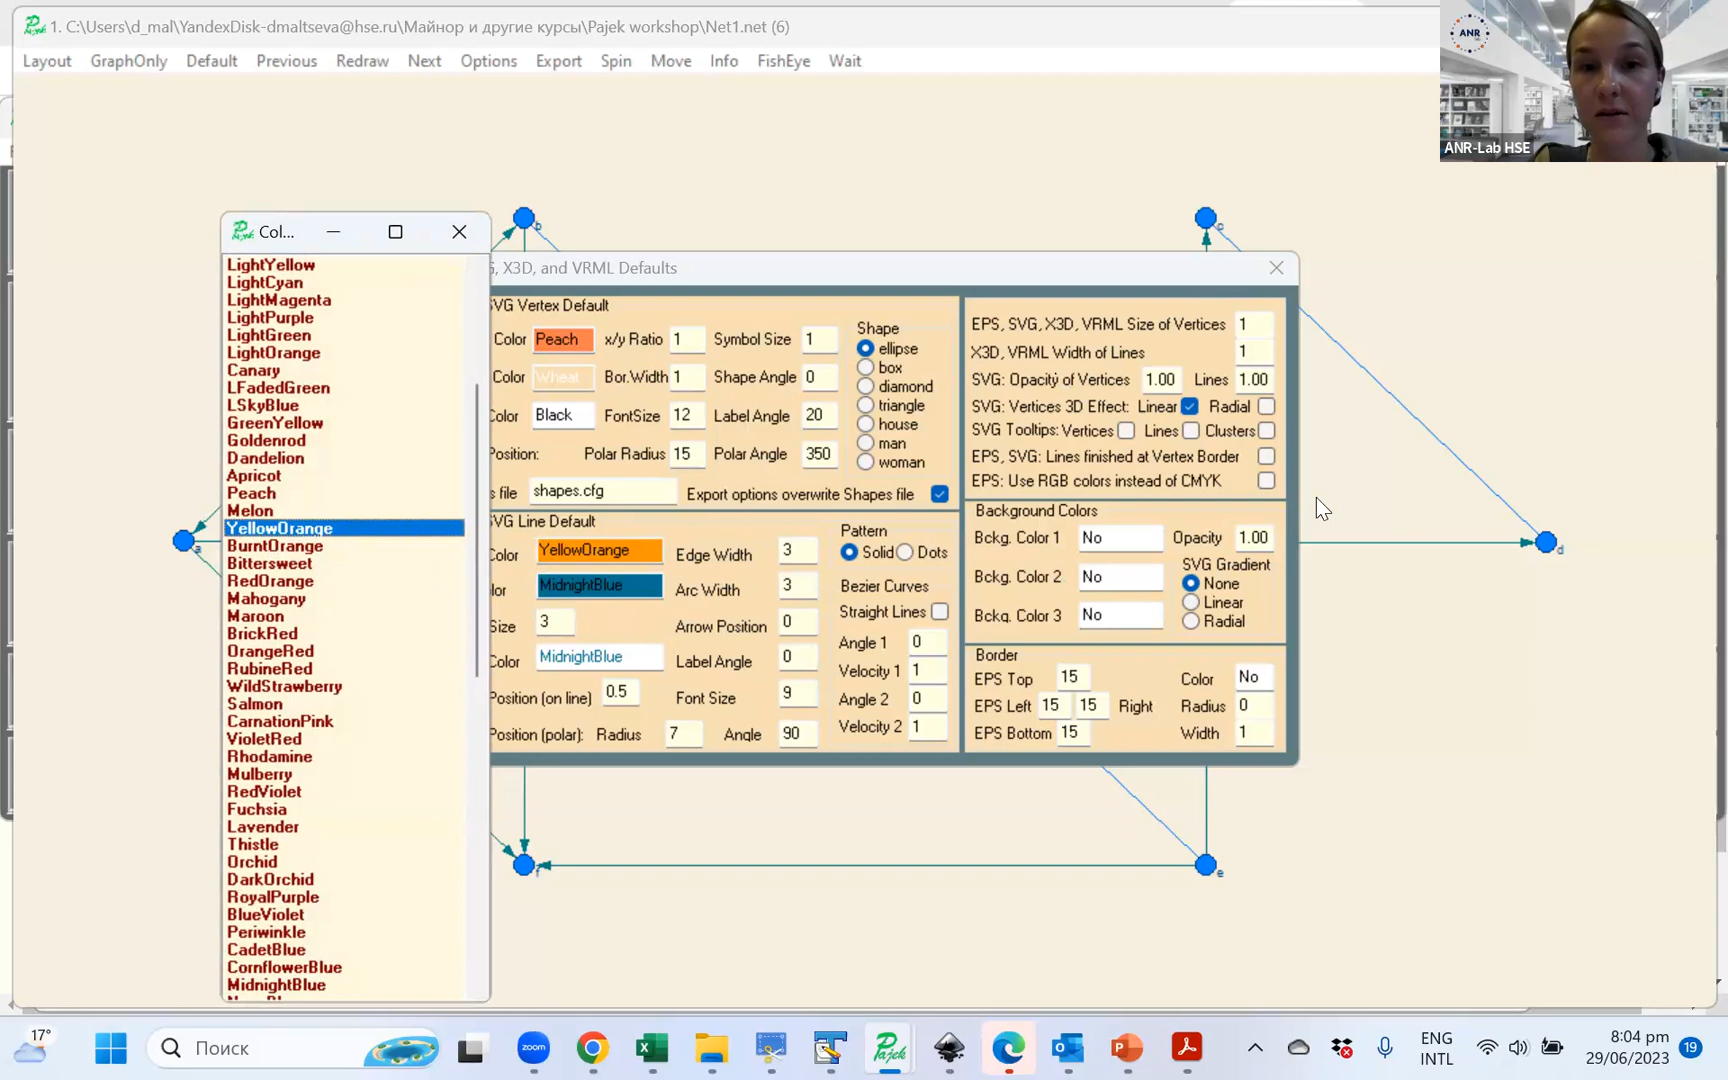 1. C:\Users\d_mal\YandexDisk-dmaltseva@hse.ru\Майнор и другие курсы\Pajek workshop\Net1.net (6)
Layout GraphOnly Default Previous Redraw Next Options Export Spin Move Info FishEye Wait
ANR
ANR-Lab HSE
b
c
a
d
f
e
Pajek Col...
LightYellow
LightCyan
LightMagenta
LightPurple
LightGreen
LightOrange
Canary
LFadedGreen
LSkyBlue
GreenYellow
Goldenrod
Dandelion
Apricot
Peach
Melon
YellowOrange
BurntOrange
Bittersweet
RedOrange
Mahogany
Maroon
BrickRed
OrangeRed
RubineRed
WildStrawberry
Salmon
CarnationPink
VioletRed
Rhodamine
Mulberry
RedViolet
Fuchsia
Lavender
Thistle
Orchid
DarkOrchid
RoyalPurple
BlueViolet
Periwinkle
CadetBlue
CornflowerBlue
MidnightBlue
G, X3D, and VRML Defaults
SVG Vertex Default
Color Peach x/y Ratio 1 Symbol Size 1
Color Wheat Bor.Width 1 Shape Angle 0
Color Black FontSize 12 Label Angle 20
Position: Polar Radius 15 Polar Angle 350
s file shapes.cfg Export options overwrite Shapes file
Shape
ellipse
box
diamond
triangle
house
man
woman
SVG Line Default
Color YellowOrange Edge Width 3
lor MidnightBlue Arc Width 3
Size 3 Arrow Position 0
Color MidnightBlue Label Angle 0
Position (on line) 0.5 Font Size 9
Position (polar): Radius 7 Angle 90
Pattern
Solid Dots
Bezier Curves
Straight Lines
Angle 1 0
Velocity 1 1
Angle 2 0
Velocity 2 1
EPS, SVG, X3D, VRML Size of Vertices 1
X3D, VRML Width of Lines 1
SVG: Opacity of Vertices 1.00 Lines 1.00
SVG: Vertices 3D Effect: Linear Radial
SVG Tooltips: Vertices Lines Clusters
EPS, SVG: Lines finished at Vertex Border
EPS: Use RGB colors instead of CMYK
Background Colors
Bckg. Color 1 No Opacity 1.00
Bckg. Color 2 No
Bckg. Color 3 No
SVG Gradient
None
Linear
Radial
Border
EPS Top 15 Color No
EPS Left 15 15 Right Radius 0
EPS Bottom 15 Width 1
17°
Поиск
zoom
Pajek
ENG
INTL
8:04 pm
29/06/2023
19